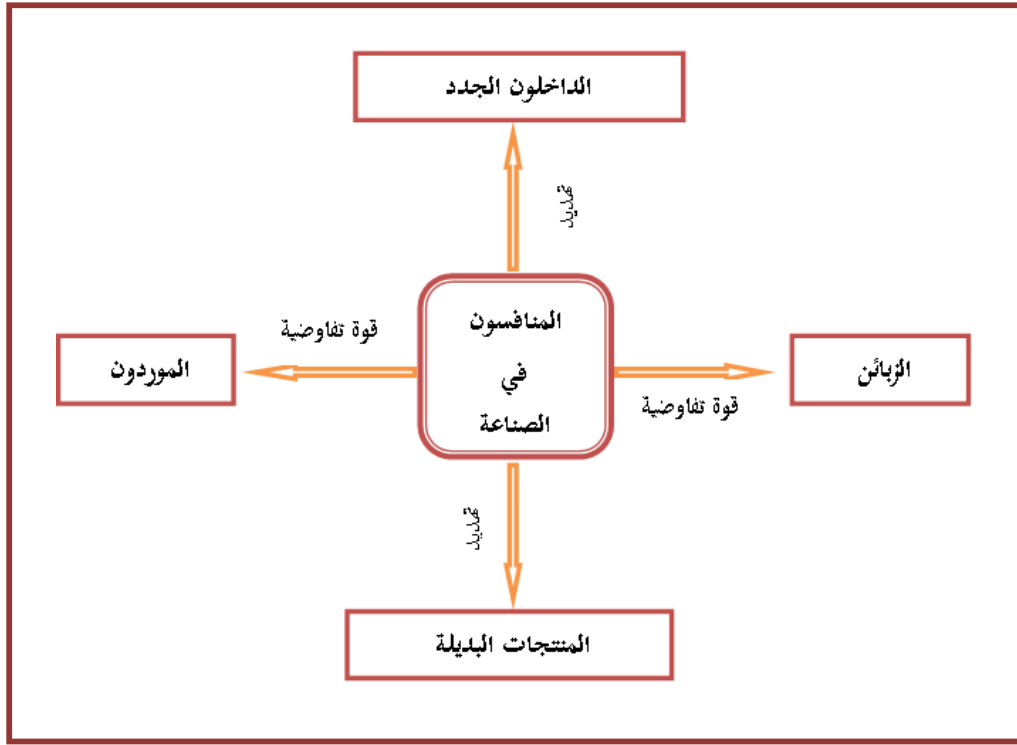 الداخلون الجدد
تهديد
قوة تفاوضية
المنافسون
في
الصناعة
الزبائن
الموردون
قوة تفاوضية
تهديد
المنتجات البديلة